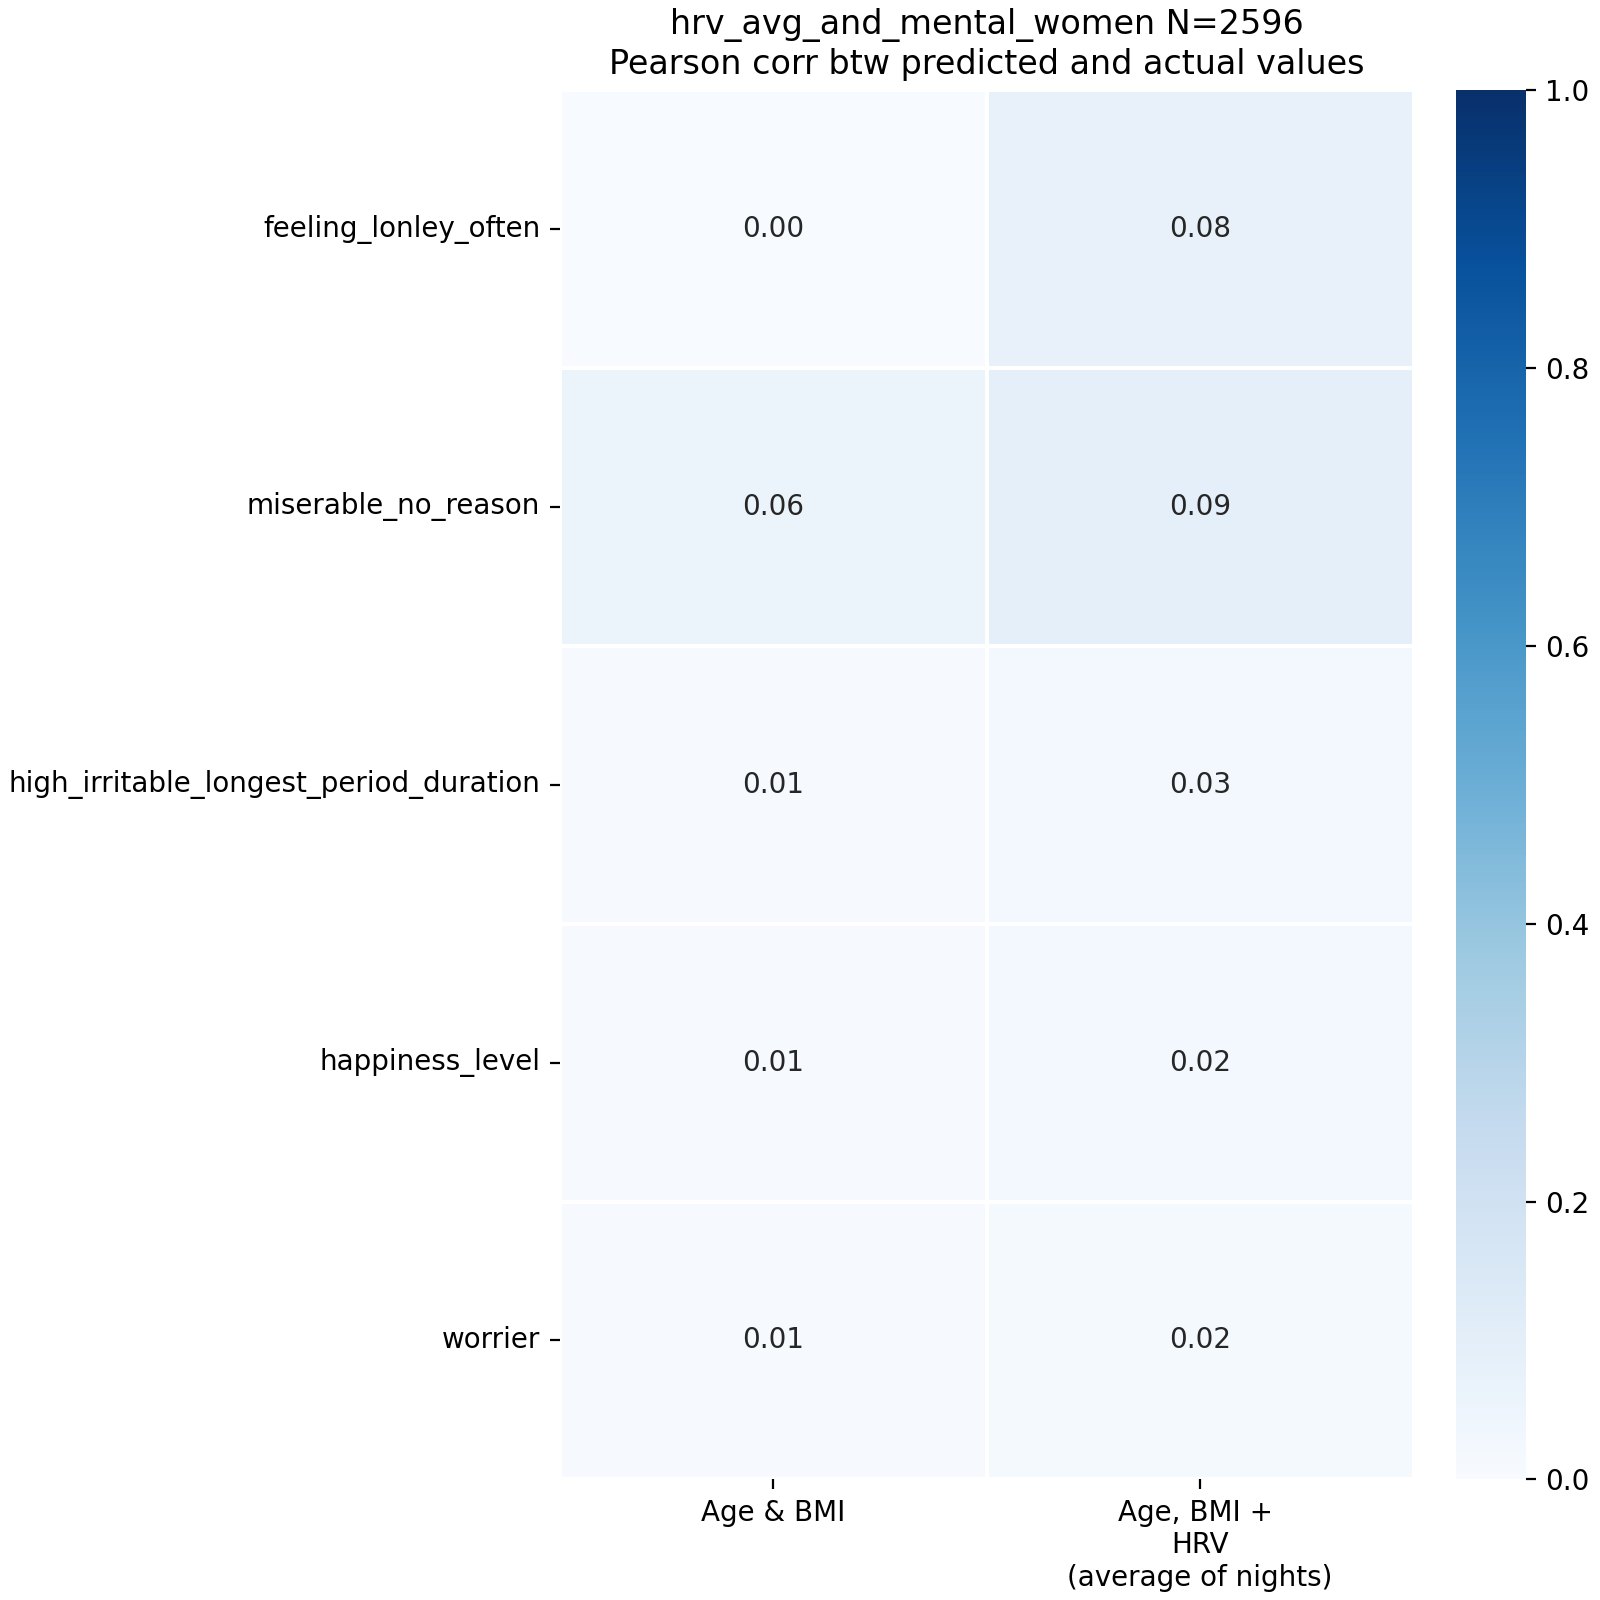 hrv_avg_and_mental_women N=2596
Pearson corr btw predicted and actual values
feeling_lonley_often
0.00
0.08
miserable_no_reason
0.06
0.09
high_irritable_longest_period_duration
0.01
0.03
happiness_level
0.01
0.02
worrier
0.01
0.02
Age & BMI
Age, BMI +
HRV
(average of nights)
1.0
0.8
0.6
0.4
0.2
0.0